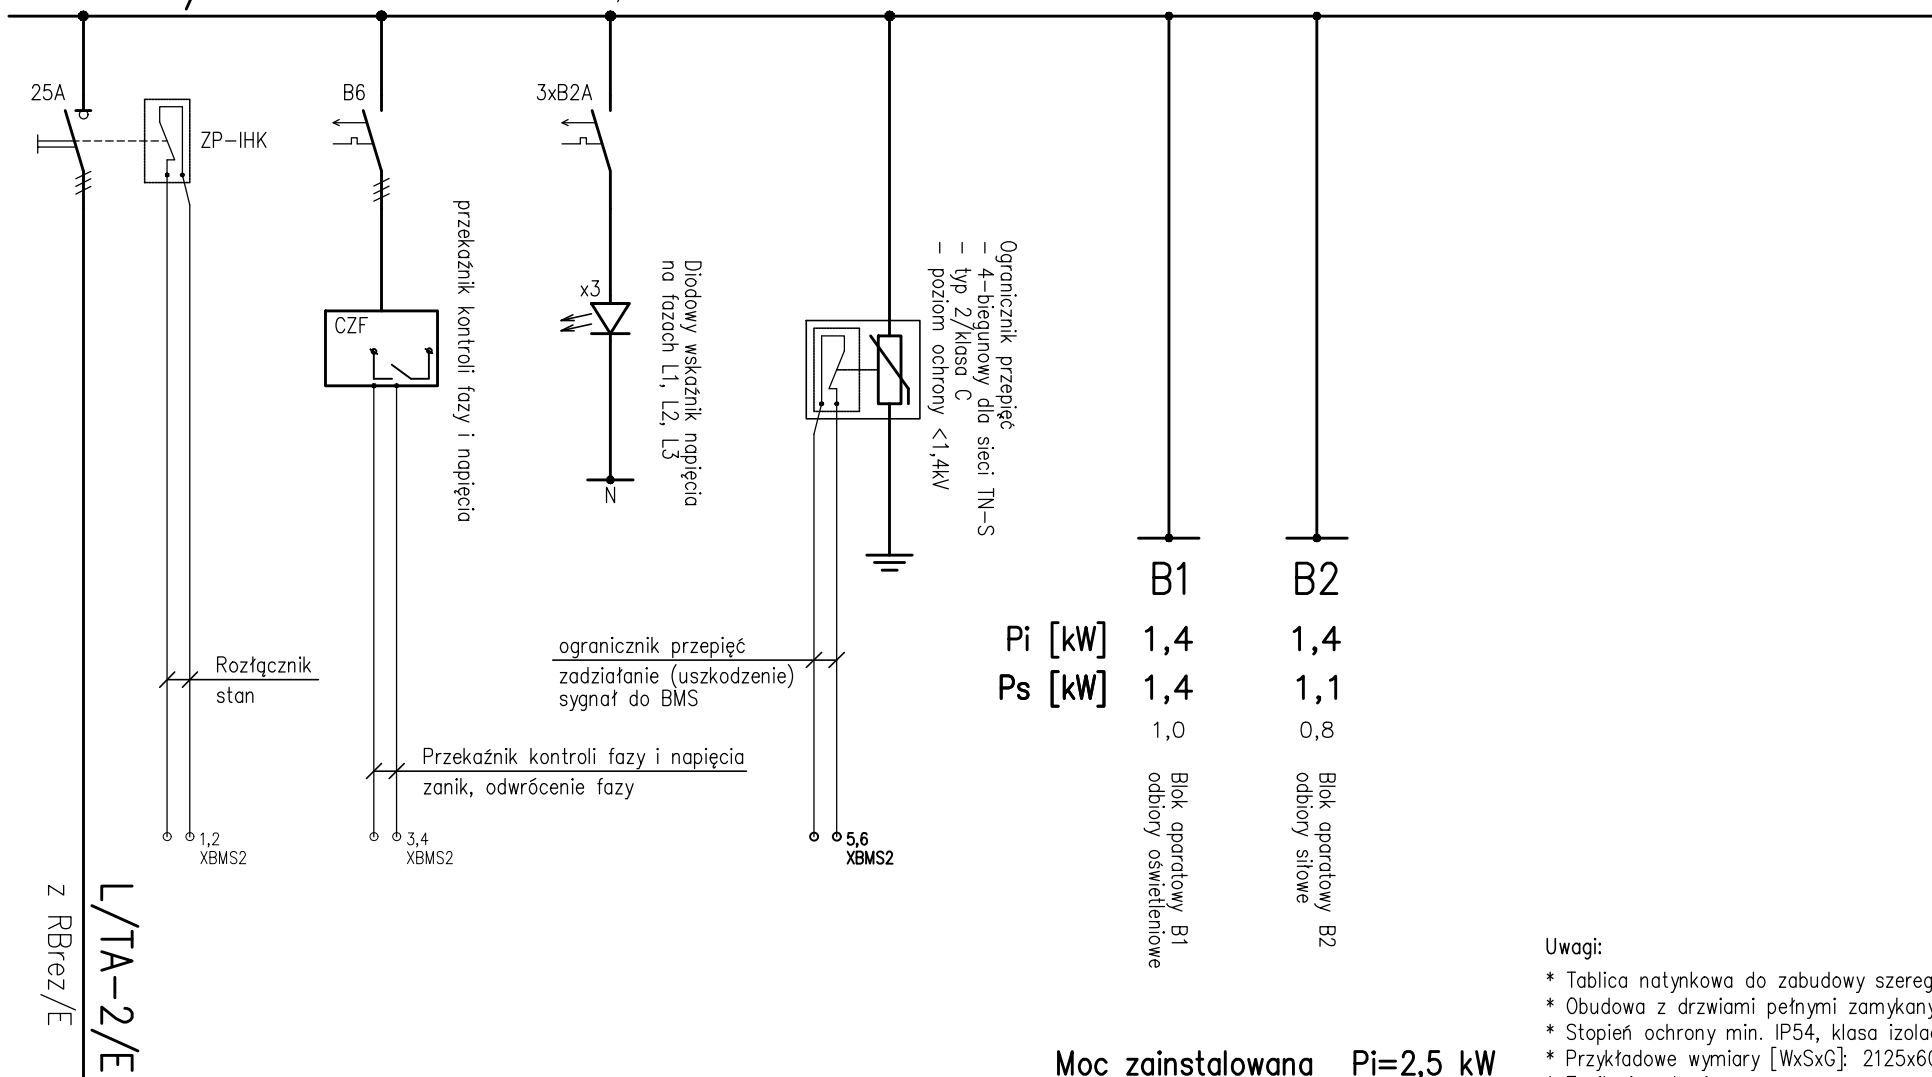 25A
ZP-IHK
B6
3xB2A
przekaźnik kontroli fazy i napięcia
CZF
x3
Diodowy wskaźnik napięcia
na fazach L1, L2, L3
N
Ogranicznik przepięć
- 4-biegunowy dla sieci TN-S
- typ 2/klasa C
- poziom ochrony <1,4kV
B1
B2
Pi [kW] 1,4 1,4
Ps [kW] 1,4 1,1
1,0 0,8
Blok aparatowy B1
odbiory oświetleniowe
Blok aparatowy B2
odbiory siłowe
Rozłącznik
stan
ogranicznik przepięć
zadziałanie (uszkodzenie)
sygnał do BMS
Przekaźnik kontroli fazy i napięcia
zanik, odwrócenie fazy
1,2
XBMS2
3,4
XBMS2
5,6
XBMS2
L/TA-2/E
z RBrez/E
Moc zainstalowana Pi=2,5 kW
Uwagi:
* Tablica natynkowa do zabudowy szereg
* Obudowa z drzwiami pełnymi zamykany
* Stopień ochrony min. IP54, klasa izola
* Przykładowe wymiary [WxSxG]: 2125x60